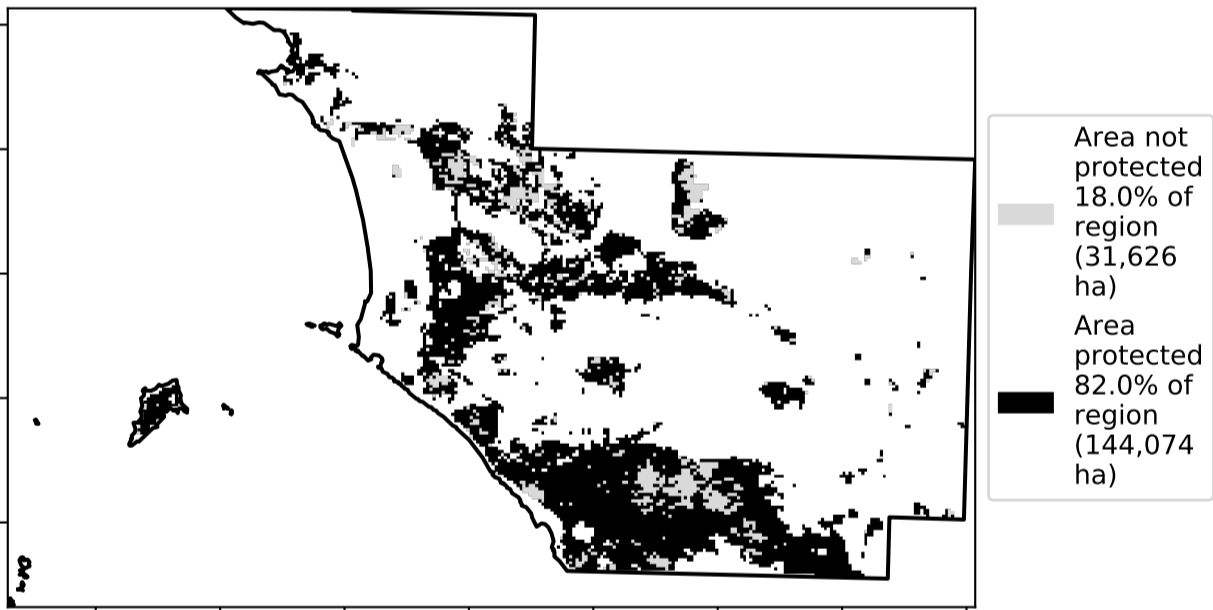 Area not
protected
18.0% of
region
(31,626
ha)
Area
protected
82.0% of
region
(144,074
ha)